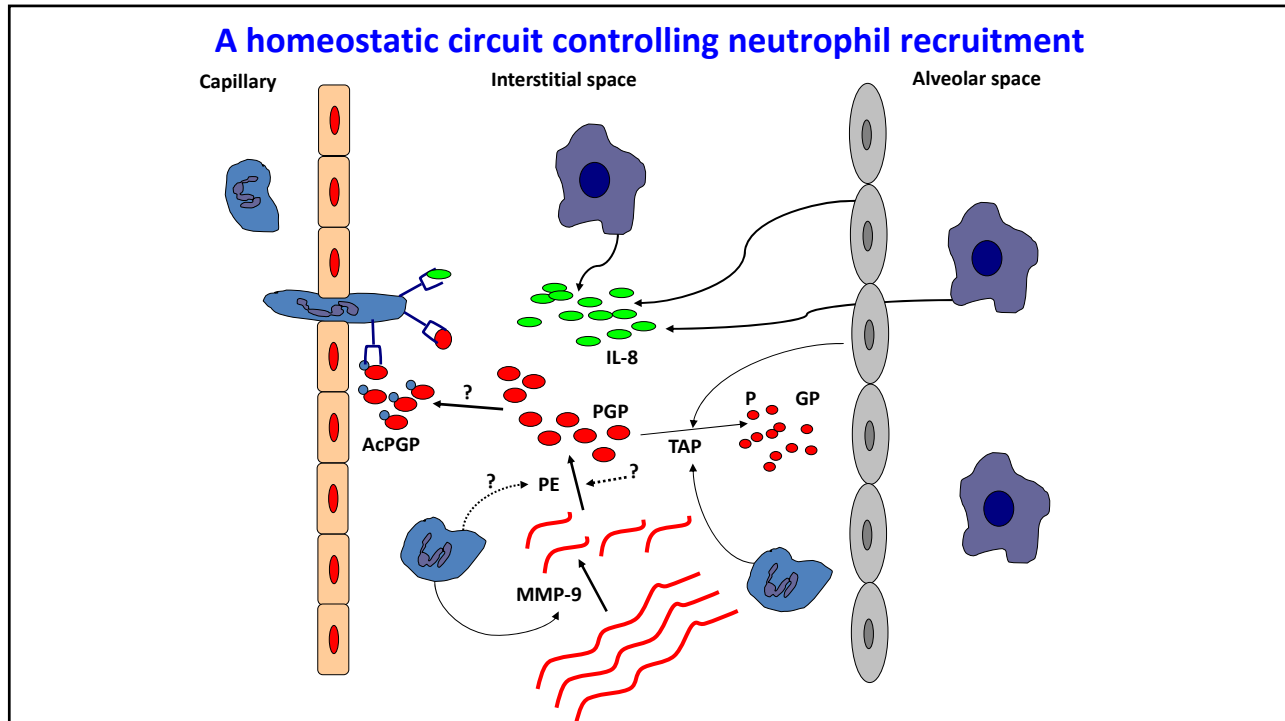 A homeostatic circuit controlling neutrophil recruitment
Capillary
Interstitial space
Alveolar space
IL-8
?
PGP
P
GP
AcPGP
TAP
?
PE
?
MMP-9